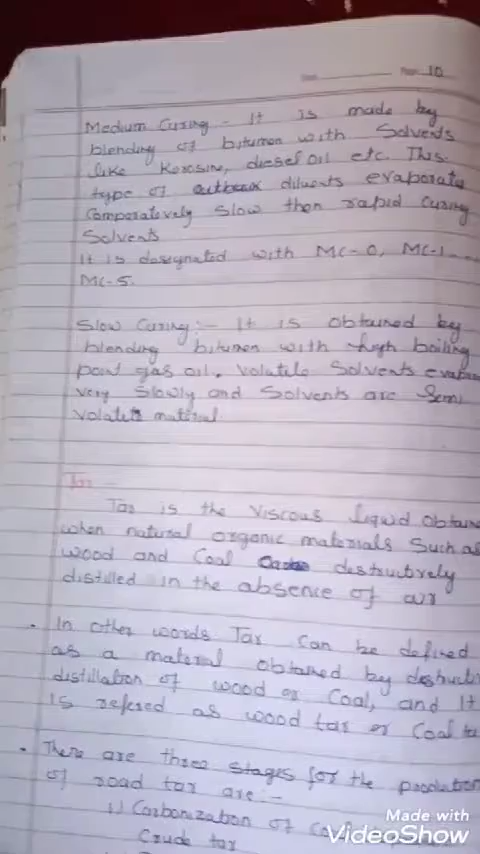 Page 10
Medium Curing - It is made by
blending of bitumen with Solvents
like Kerosine, diesel oil etc. This
type of diluents evaporate
Comparatively slow then rapid Curing
Solvents
It is designated with MC-0, MC-1...
MC-5.
Slow Curing:- It is obtained by
blending bitumen with high boiling
point gas oil. Volatile Solvents evapora
very slowly and Solvents are Semi
volatile material
Tar
Tar is the viscous liquid obtaine
when natural organic materials Such as
wood and Coal destructively
distilled in the absence of air
• In other words Tar Can be defined
as a material obtained by destructi
distillation of wood or Coal, and It
is refered as wood tar or Coal ta
• There are three stages for the production
of road tar are:-
i) Carbonization of Coal
Crude tar
Made with
VideoShow